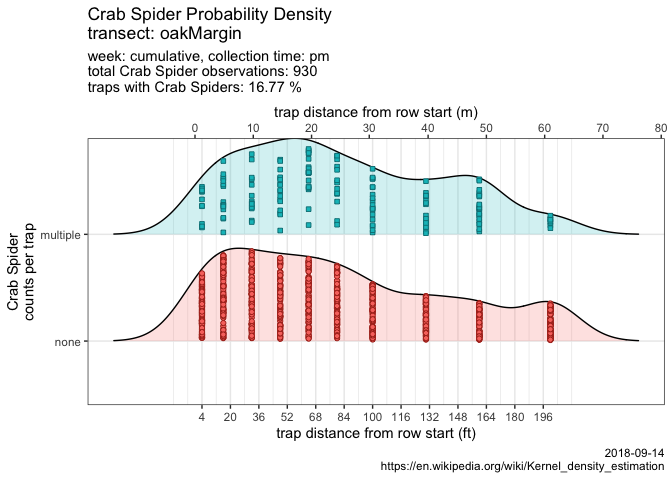 Crab Spider Probability Density
transect: oakMargin
week: cumulative, collection time: pm
total Crab Spider observations: 930
traps with Crab Spiders: 16.77 %
trap distance from row start (m)
0 10 20 30 40 50 60 70 80
Crab Spider
counts per trap
multiple
none
4 20 36 52 68 84 100 116 132 148 164 180 196
trap distance from row start (ft)
2018-09-14
https://en.wikipedia.org/wiki/Kernel_density_estimation